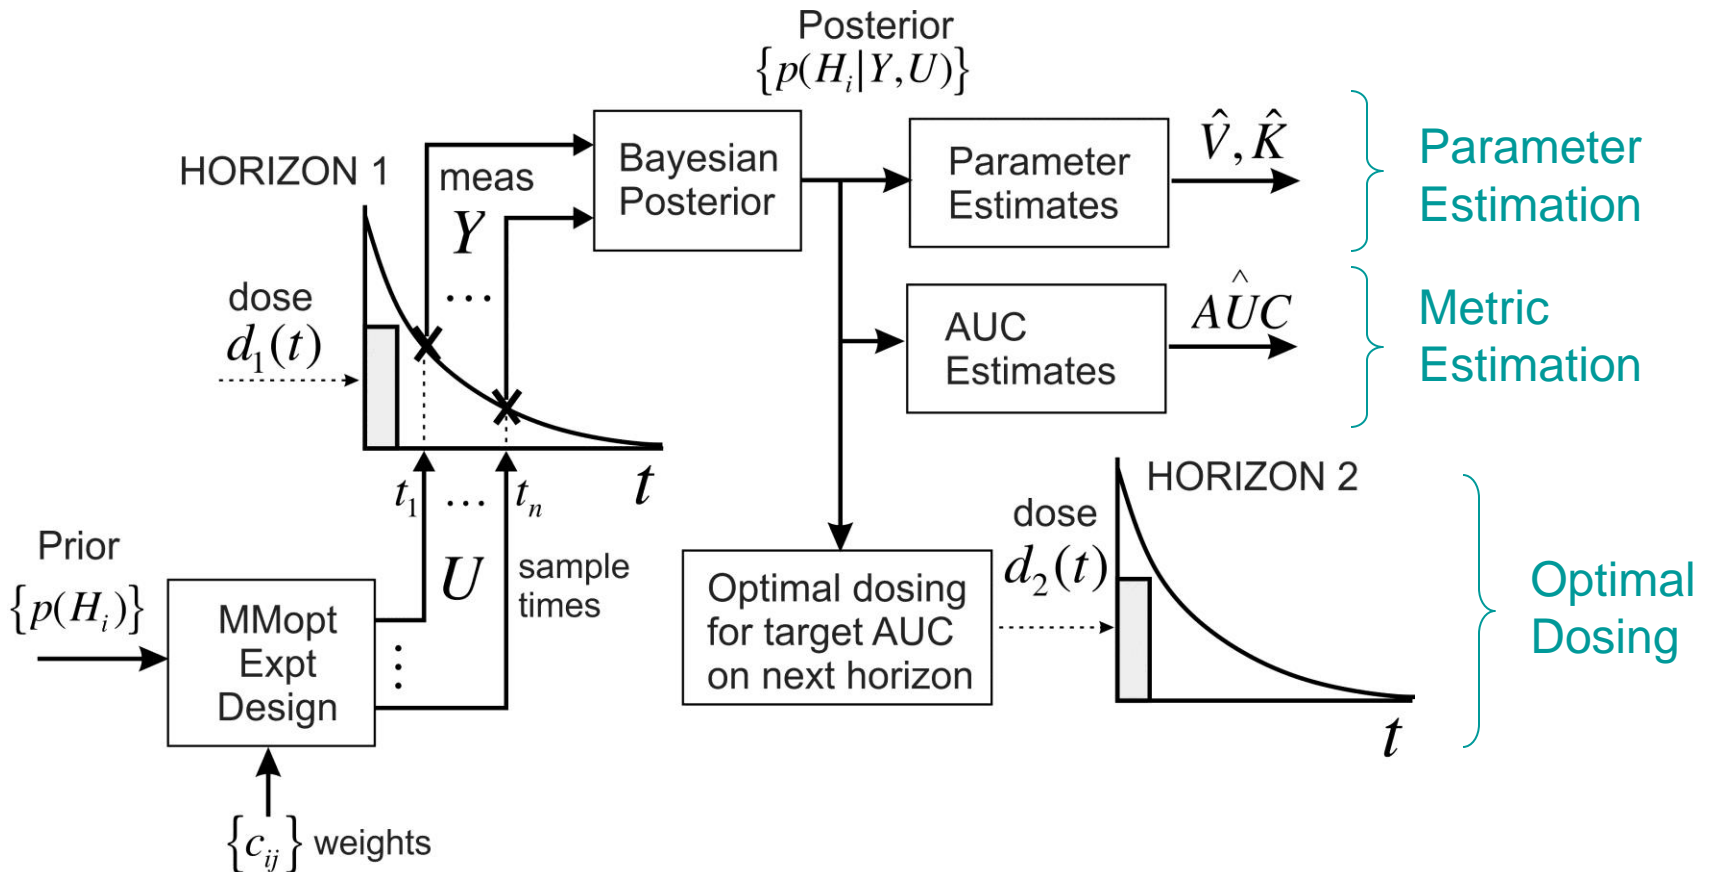 Posterior
{p(H_i|Y,U)}
HORIZON 1
meas
Y
...
dose
d_1(t)
t_1 ... t_n
t
U
sample
times
Prior
{p(H_i)}
MMopt
Expt
Design
{c_ij} weights
Bayesian
Posterior
Parameter
Estimates
V̂, K̂
Parameter
Estimation
AUC
Estimates
AÛC
Metric
Estimation
Optimal dosing
for target AUC
on next horizon
dose
d_2(t)
HORIZON 2
t
Optimal
Dosing